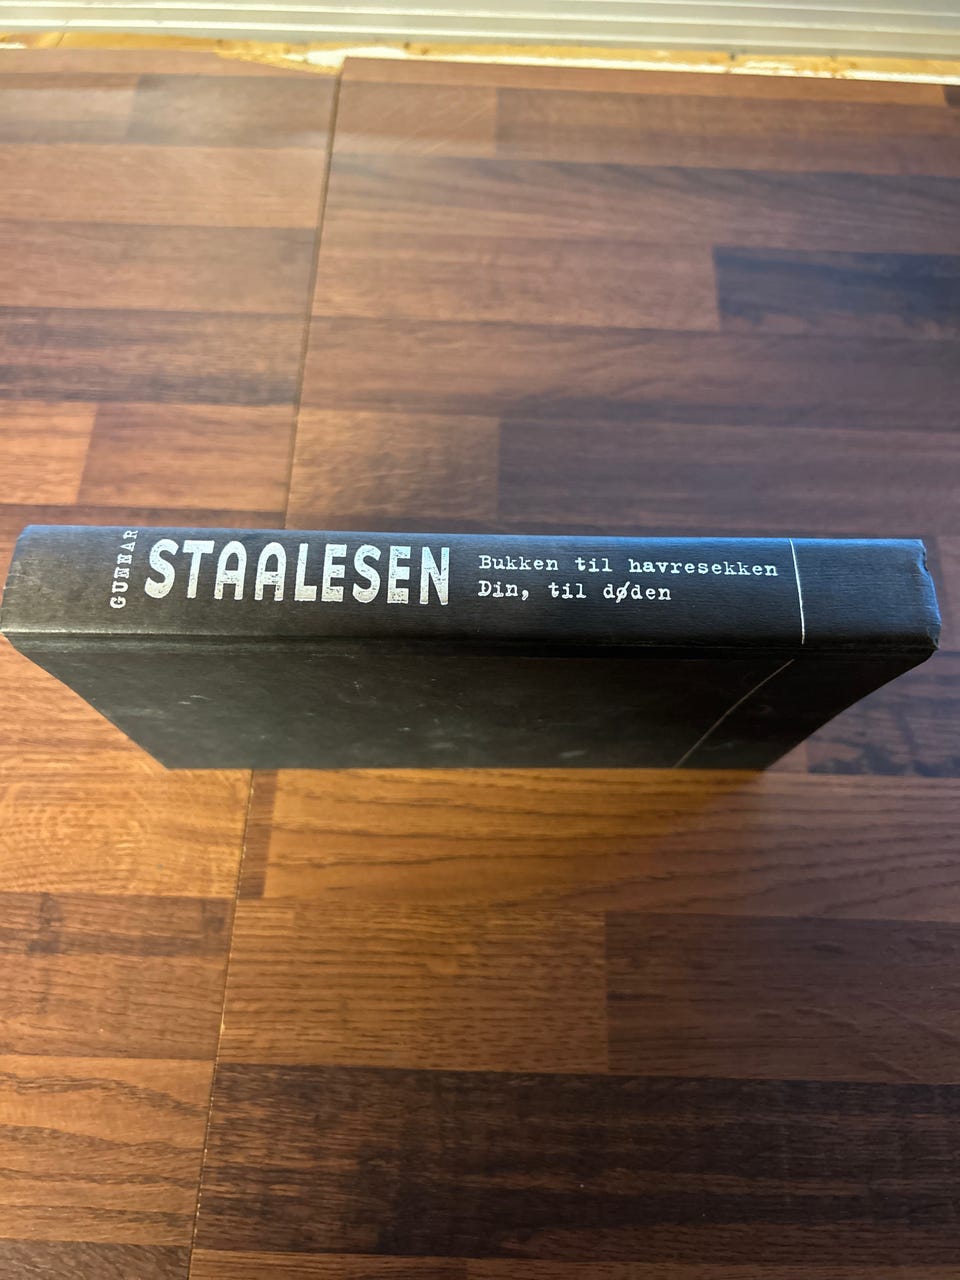 GUNNAR
STAALESEN
Bukken til havresekken
Din, til døden